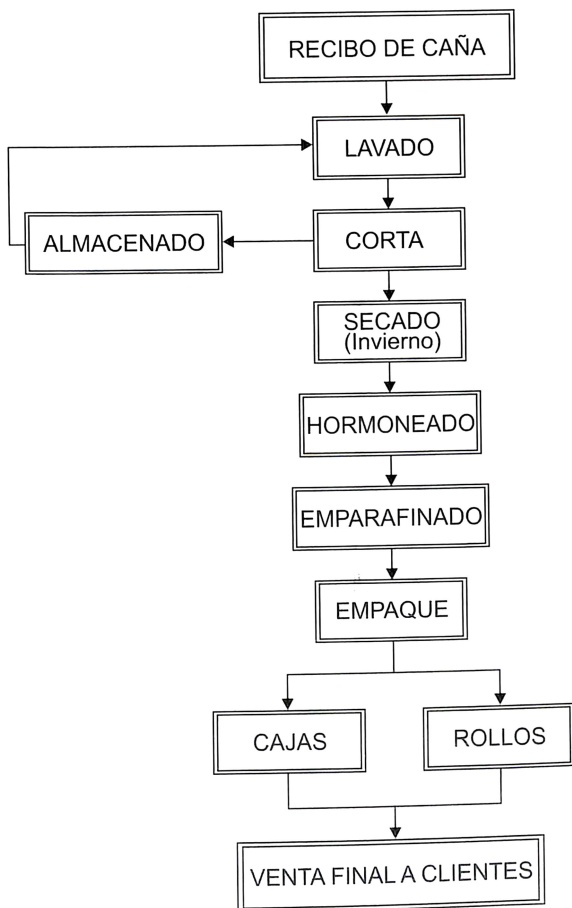 RECIBO DE CAÑA
LAVADO
ALMACENADO
CORTA
SECADO
(Invierno)
HORMONEADO
EMPARAFINADO
EMPAQUE
CAJAS
ROLLOS
VENTA FINAL A CLIENTES